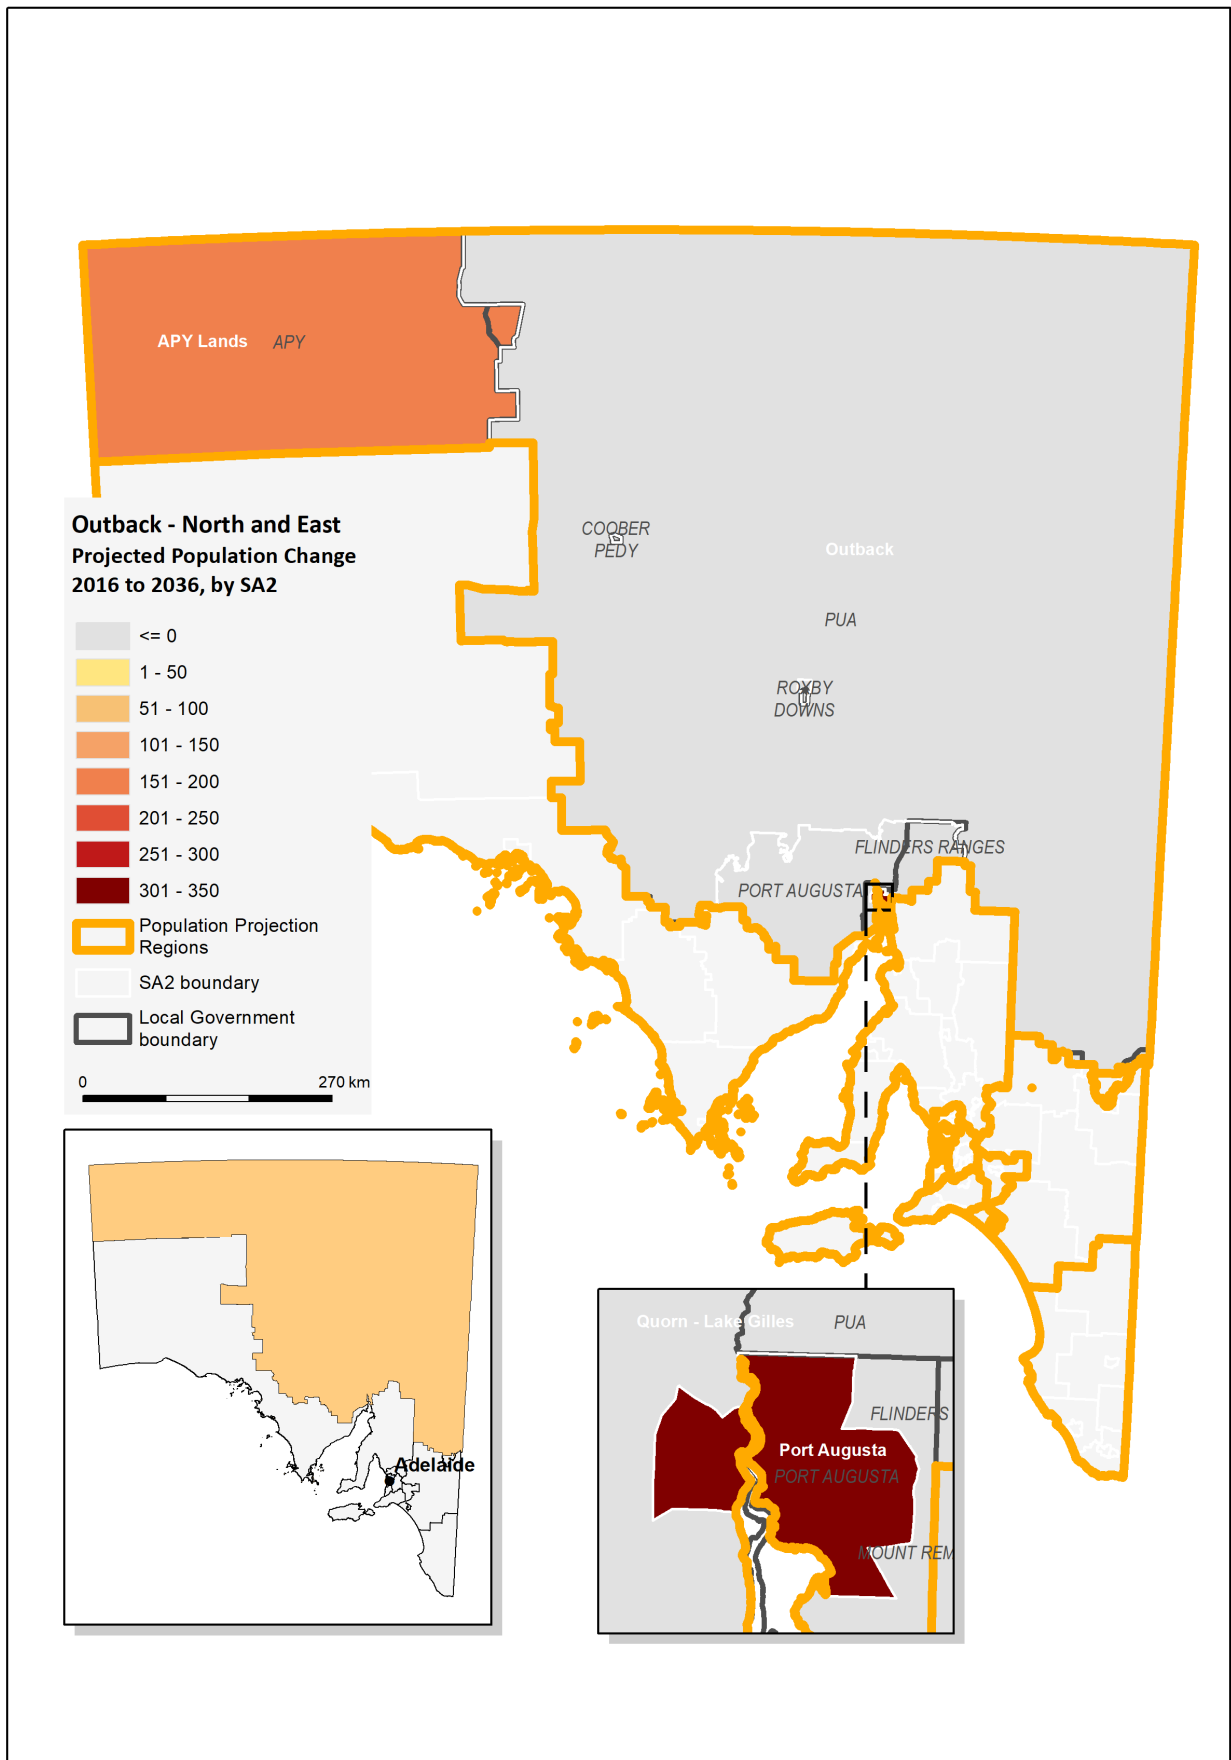 APY Lands
APY
COOBER
PEDY
Outback
PUA
ROXBY
DOWNS
FLINDERS RANGES
PORT AUGUSTA
Outback - North and East
Projected Population Change
2016 to 2036, by SA2
<= 0
1 - 50
51 - 100
101 - 150
151 - 200
201 - 250
251 - 300
301 - 350
Population Projection
Regions
SA2 boundary
Local Government
boundary
0 270 km
Adelaide
Quorn - Lake Gilles
PUA
FLINDERS
Port Augusta
PORT AUGUSTA
MOUNT REM